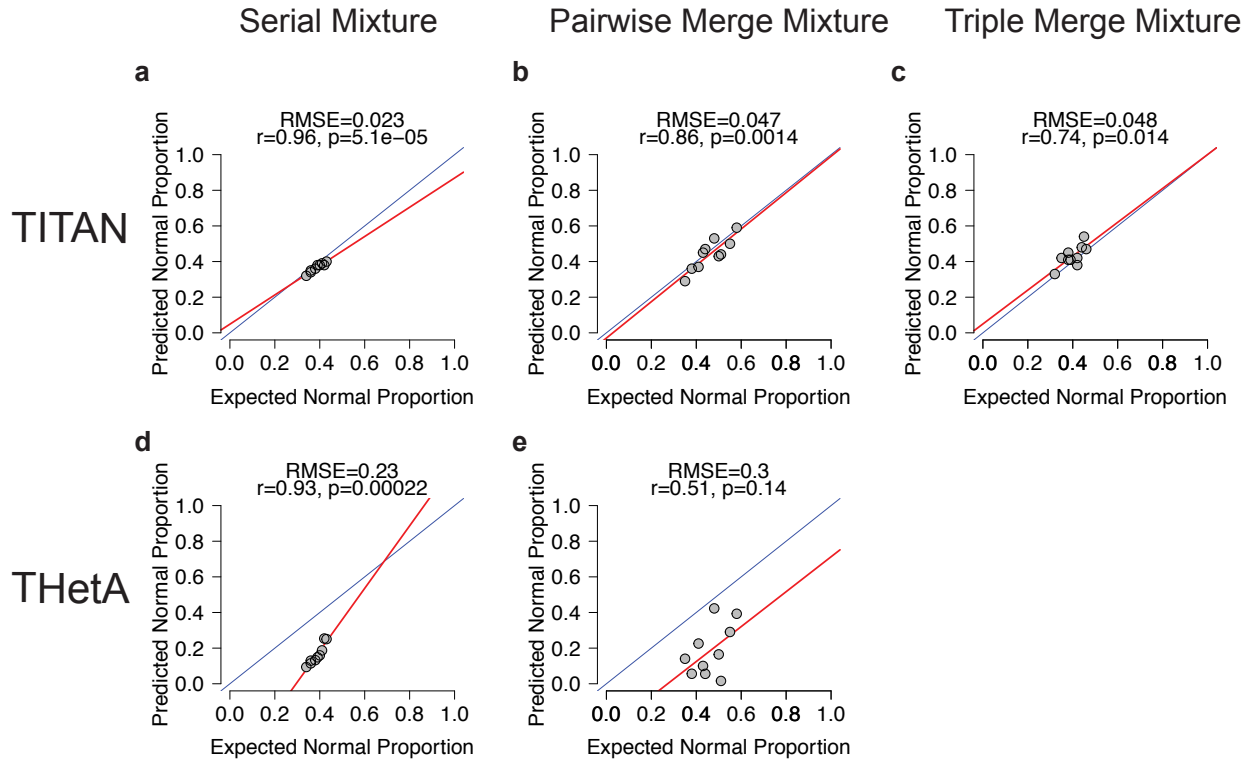 Serial Mixture
Pairwise Merge Mixture
Triple Merge Mixture
TITAN
a
RMSE=0.023
r=0.96, p=5.1e−05
Predicted Normal Proportion
1.0
0.8
0.6
0.4
0.2
0.0
0.0 0.2 0.4 0.6 0.8 1.0
Expected Normal Proportion
b
RMSE=0.047
r=0.86, p=0.0014
Predicted Normal Proportion
1.0
0.8
0.6
0.4
0.2
0.0
0.0 0.2 0.4 0.6 0.8 1.0
Expected Normal Proportion
c
RMSE=0.048
r=0.74, p=0.014
Predicted Normal Proportion
1.0
0.8
0.6
0.4
0.2
0.0
0.0 0.2 0.4 0.6 0.8 1.0
Expected Normal Proportion
THetA
d
RMSE=0.23
r=0.93, p=0.00022
Predicted Normal Proportion
1.0
0.8
0.6
0.4
0.2
0.0
0.0 0.2 0.4 0.6 0.8 1.0
Expected Normal Proportion
e
RMSE=0.3
r=0.51, p=0.14
Predicted Normal Proportion
1.0
0.8
0.6
0.4
0.2
0.0
0.0 0.2 0.4 0.6 0.8 1.0
Expected Normal Proportion